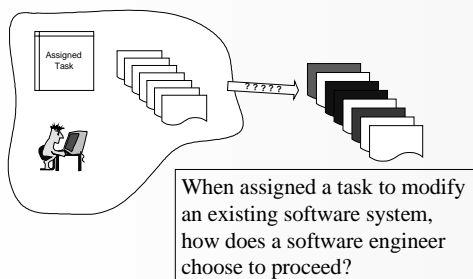 Assigned
Task
? ? ? ? ?
When assigned a task to modify
an existing software system,
how does a software engineer
choose to proceed?